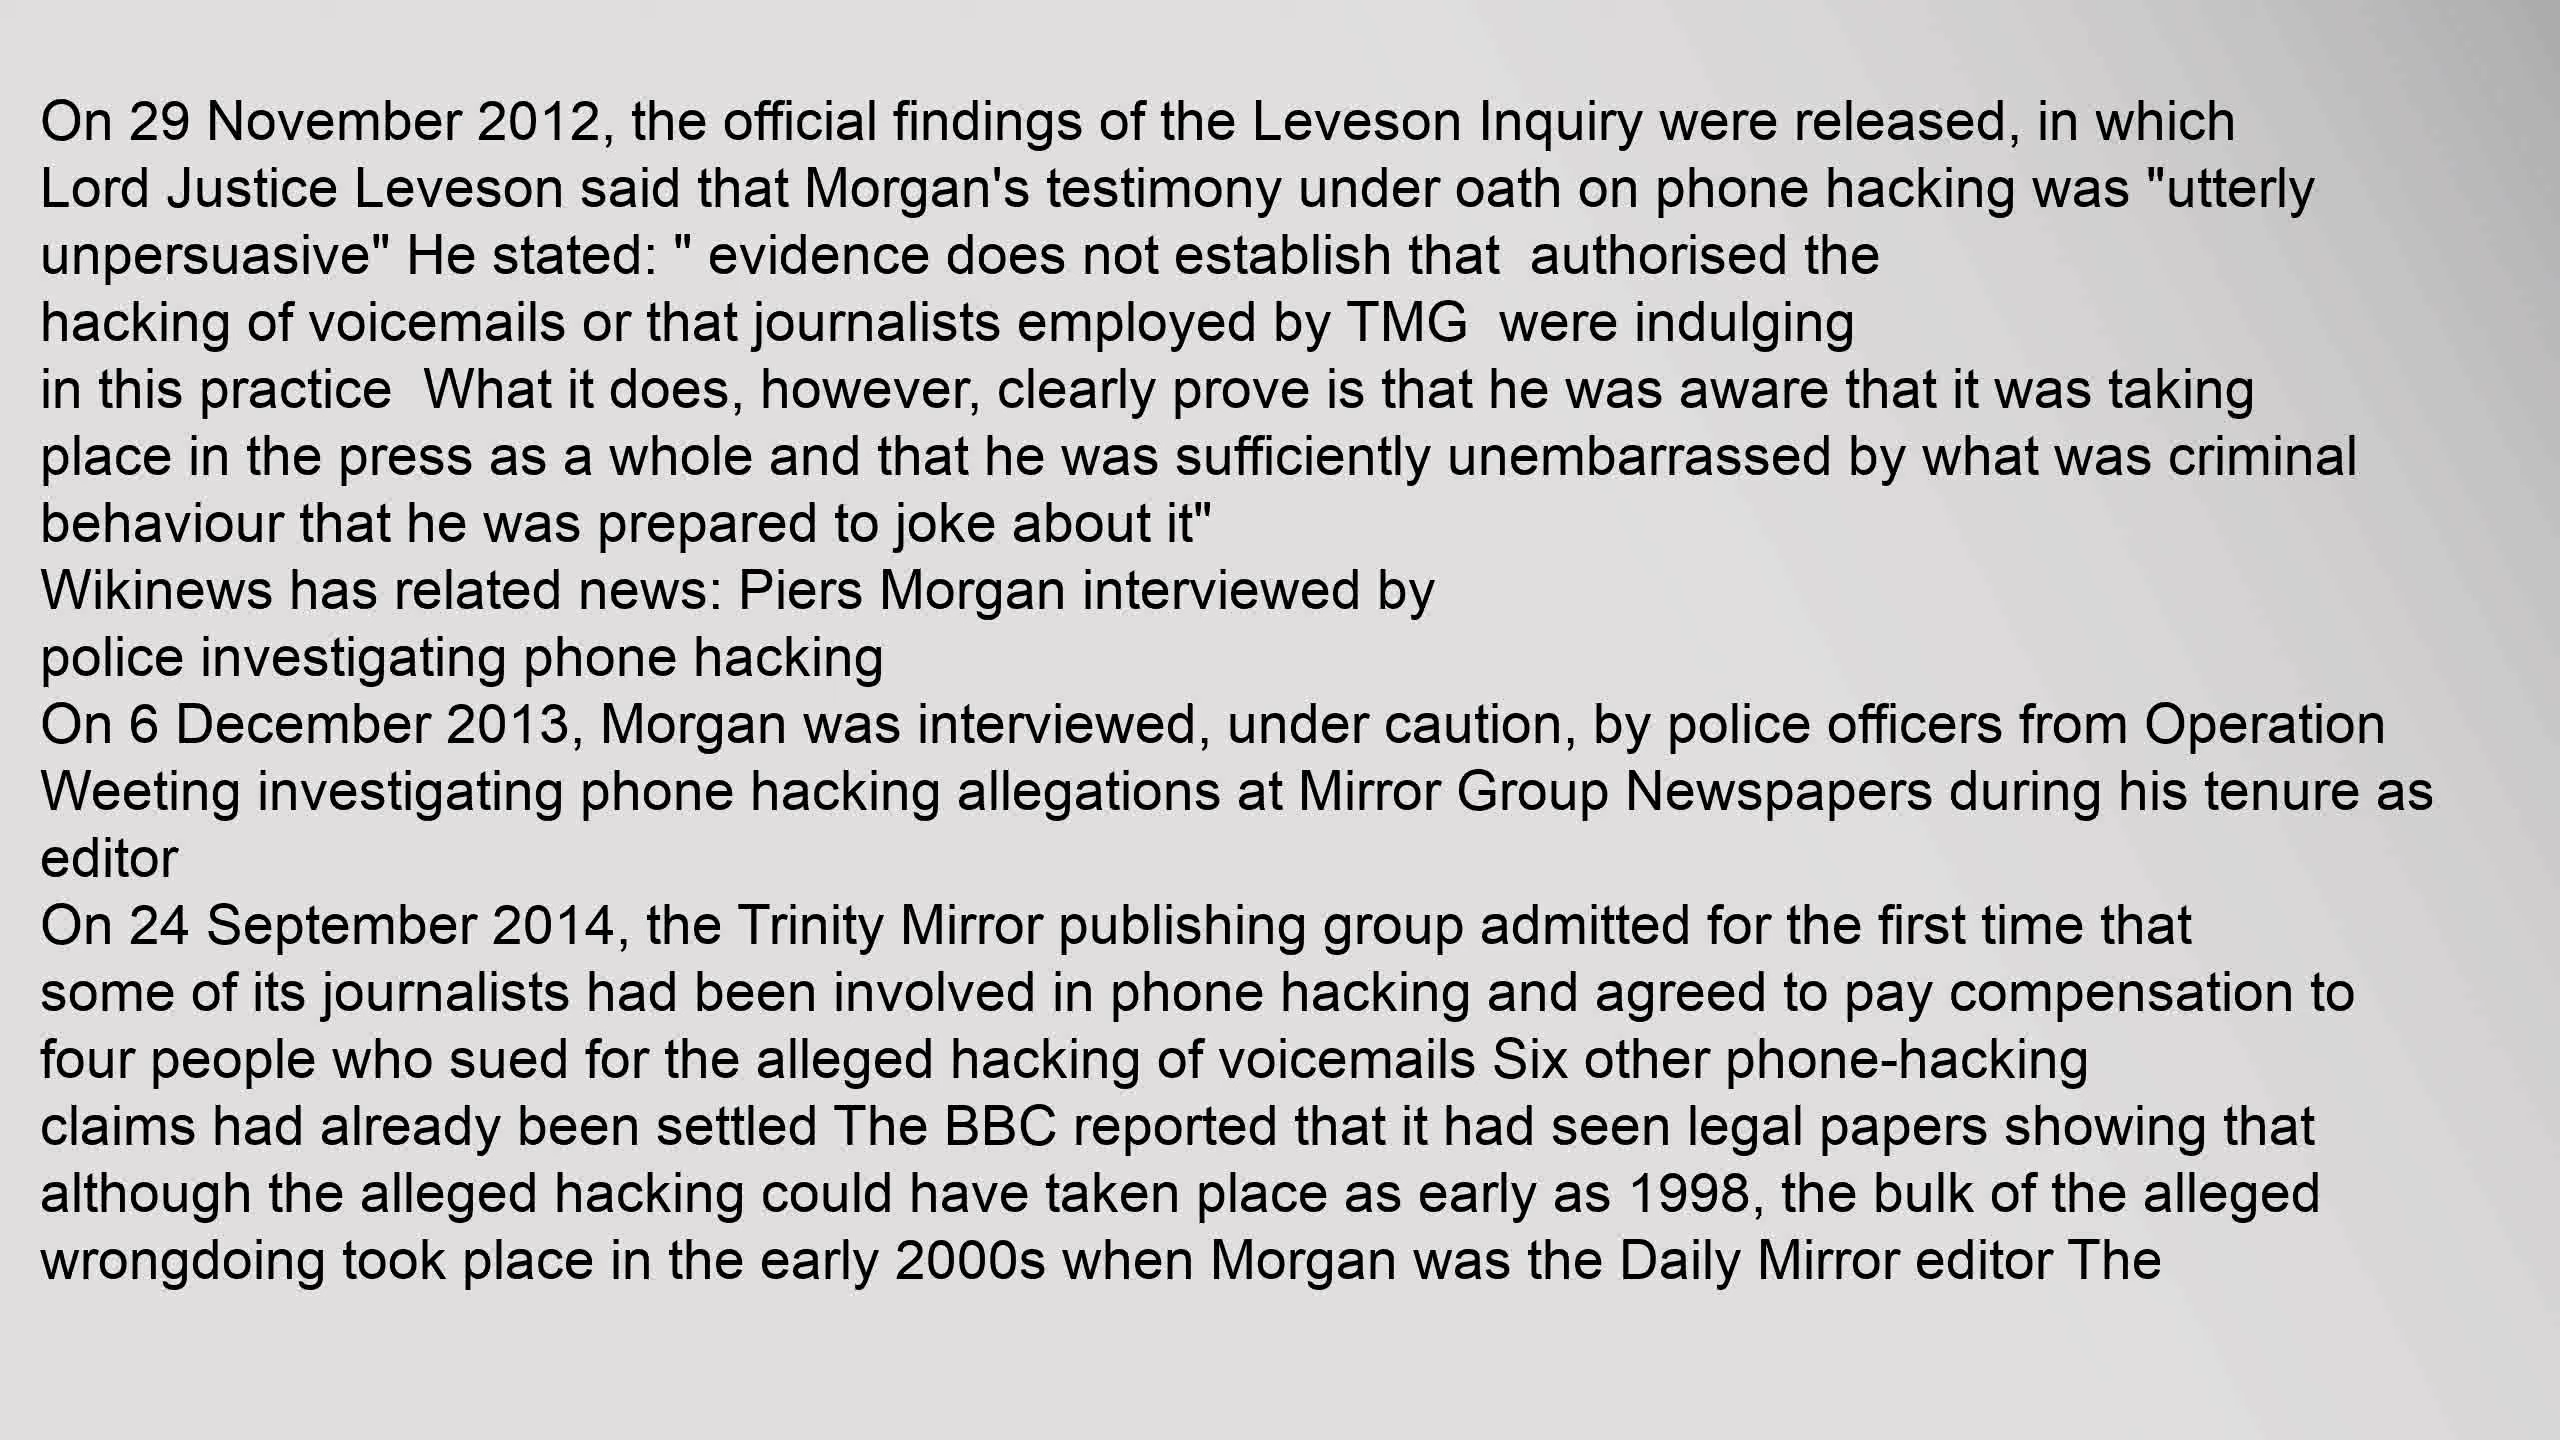 On 29 November 2012, the official findings of the Leveson Inquiry were released, in which
Lord Justice Leveson said that Morgan's testimony under oath on phone hacking was "utterly
unpersuasive" He stated: " evidence does not establish that  authorised the
hacking of voicemails or that journalists employed by TMG  were indulging
in this practice  What it does, however, clearly prove is that he was aware that it was taking
place in the press as a whole and that he was sufficiently unembarrassed by what was criminal
behaviour that he was prepared to joke about it"
Wikinews has related news: Piers Morgan interviewed by
police investigating phone hacking
On 6 December 2013, Morgan was interviewed, under caution, by police officers from Operation
Weeting investigating phone hacking allegations at Mirror Group Newspapers during his tenure as
editor
On 24 September 2014, the Trinity Mirror publishing group admitted for the first time that
some of its journalists had been involved in phone hacking and agreed to pay compensation to
four people who sued for the alleged hacking of voicemails Six other phone-hacking
claims had already been settled The BBC reported that it had seen legal papers showing that
although the alleged hacking could have taken place as early as 1998, the bulk of the alleged
wrongdoing took place in the early 2000s when Morgan was the Daily Mirror editor The